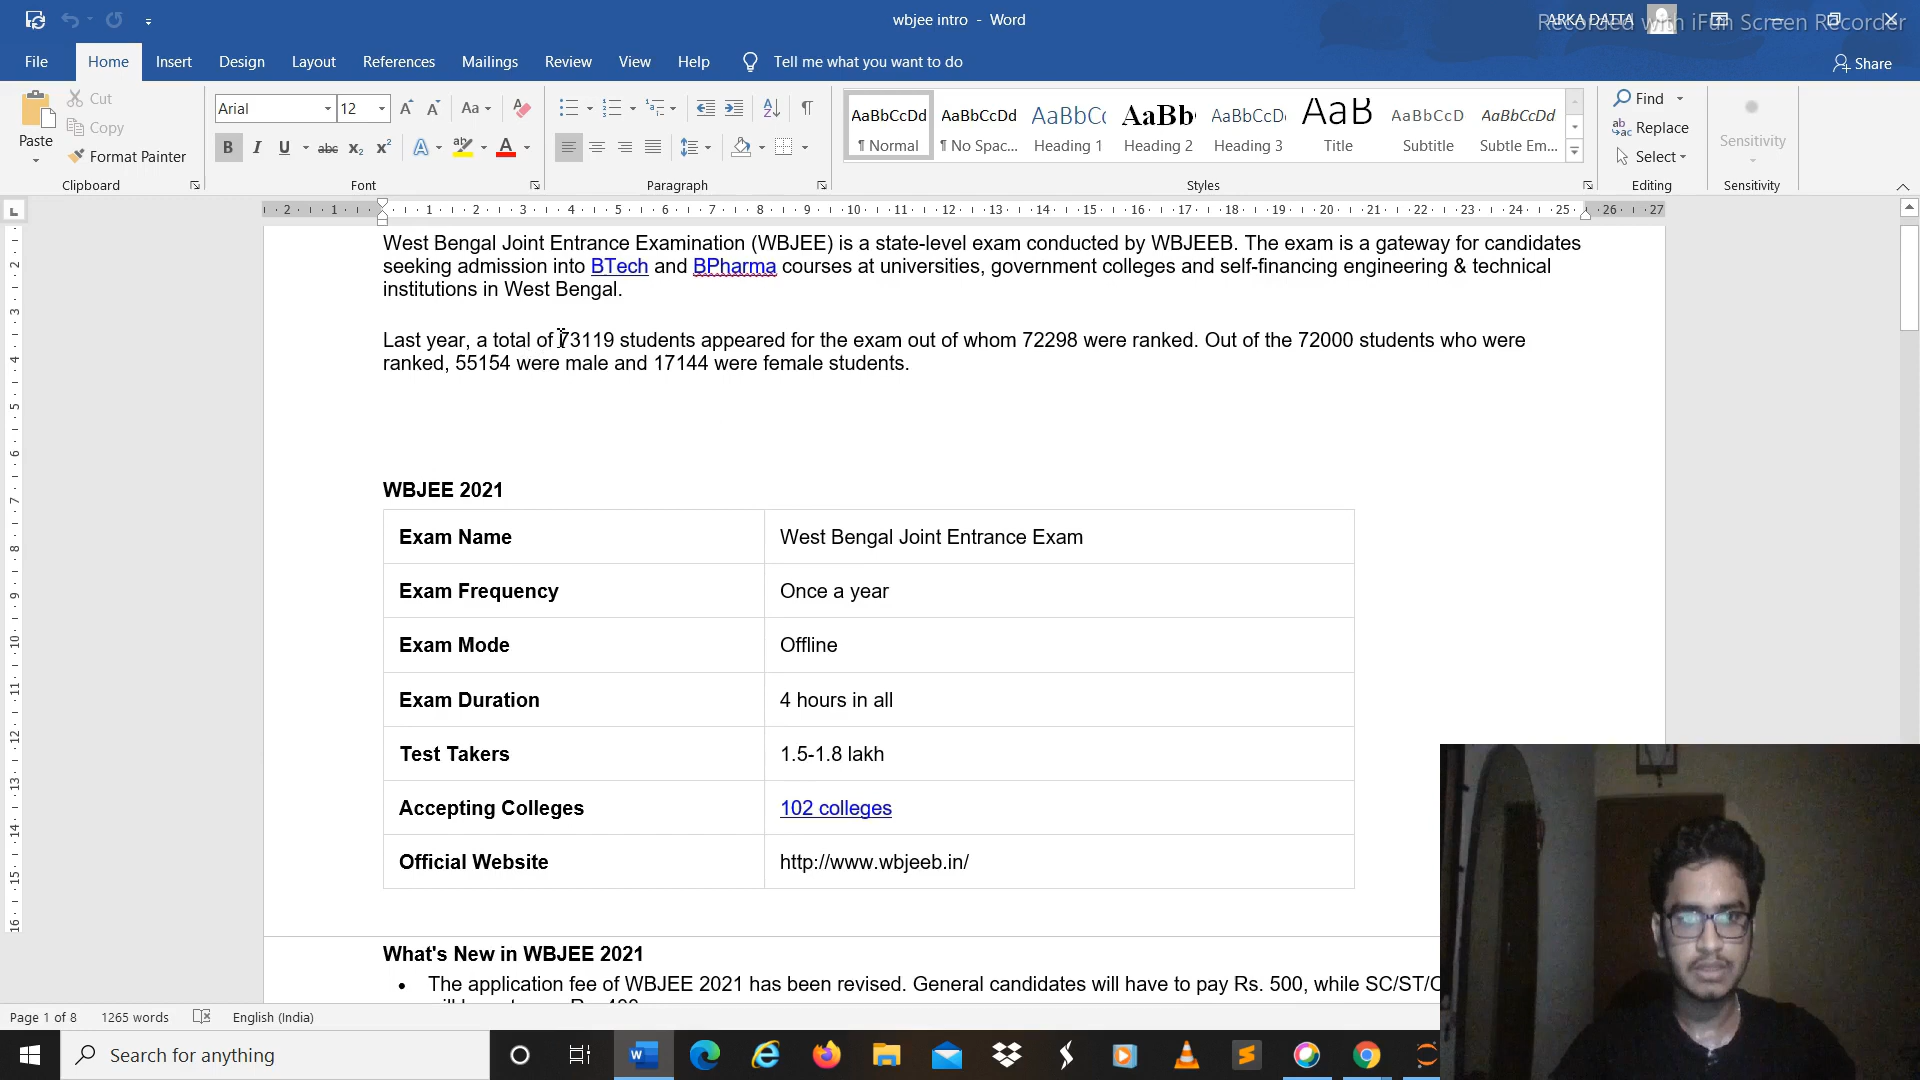 wbjee intro - Word
ARKA DATTA
Recorded with iFun Screen Recorder
File Home Insert Design Layout References Mailings Review View Help Tell me what you want to do Share
Paste
Cut
Copy
Format Painter
Clipboard
Arial 12
Font
Paragraph
AaBbCcDd AaBbCcDd AaBbCc AaBb AaBbCcD AaB AaBbCcD AaBbCcDd
¶ Normal ¶ No Spac... Heading 1 Heading 2 Heading 3 Title Subtitle Subtle Em...
Styles
Find
Replace
Select
Editing
Sensitivity
Sensitivity
West Bengal Joint Entrance Examination (WBJEE) is a state-level exam conducted by WBJEEB. The exam is a gateway for candidates
seeking admission into BTech and BPharma courses at universities, government colleges and self-financing engineering & technical
institutions in West Bengal.
Last year, a total of 73119 students appeared for the exam out of whom 72298 were ranked. Out of the 72000 students who were
ranked, 55154 were male and 17144 were female students.
WBJEE 2021
Exam Name West Bengal Joint Entrance Exam
Exam Frequency Once a year
Exam Mode Offline
Exam Duration 4 hours in all
Test Takers 1.5-1.8 lakh
Accepting Colleges 102 colleges
Official Website http://www.wbjeeb.in/
What's New in WBJEE 2021
• The application fee of WBJEE 2021 has been revised. General candidates will have to pay Rs. 500, while SC/ST/
Page 1 of 8 1265 words English (India)
Search for anything